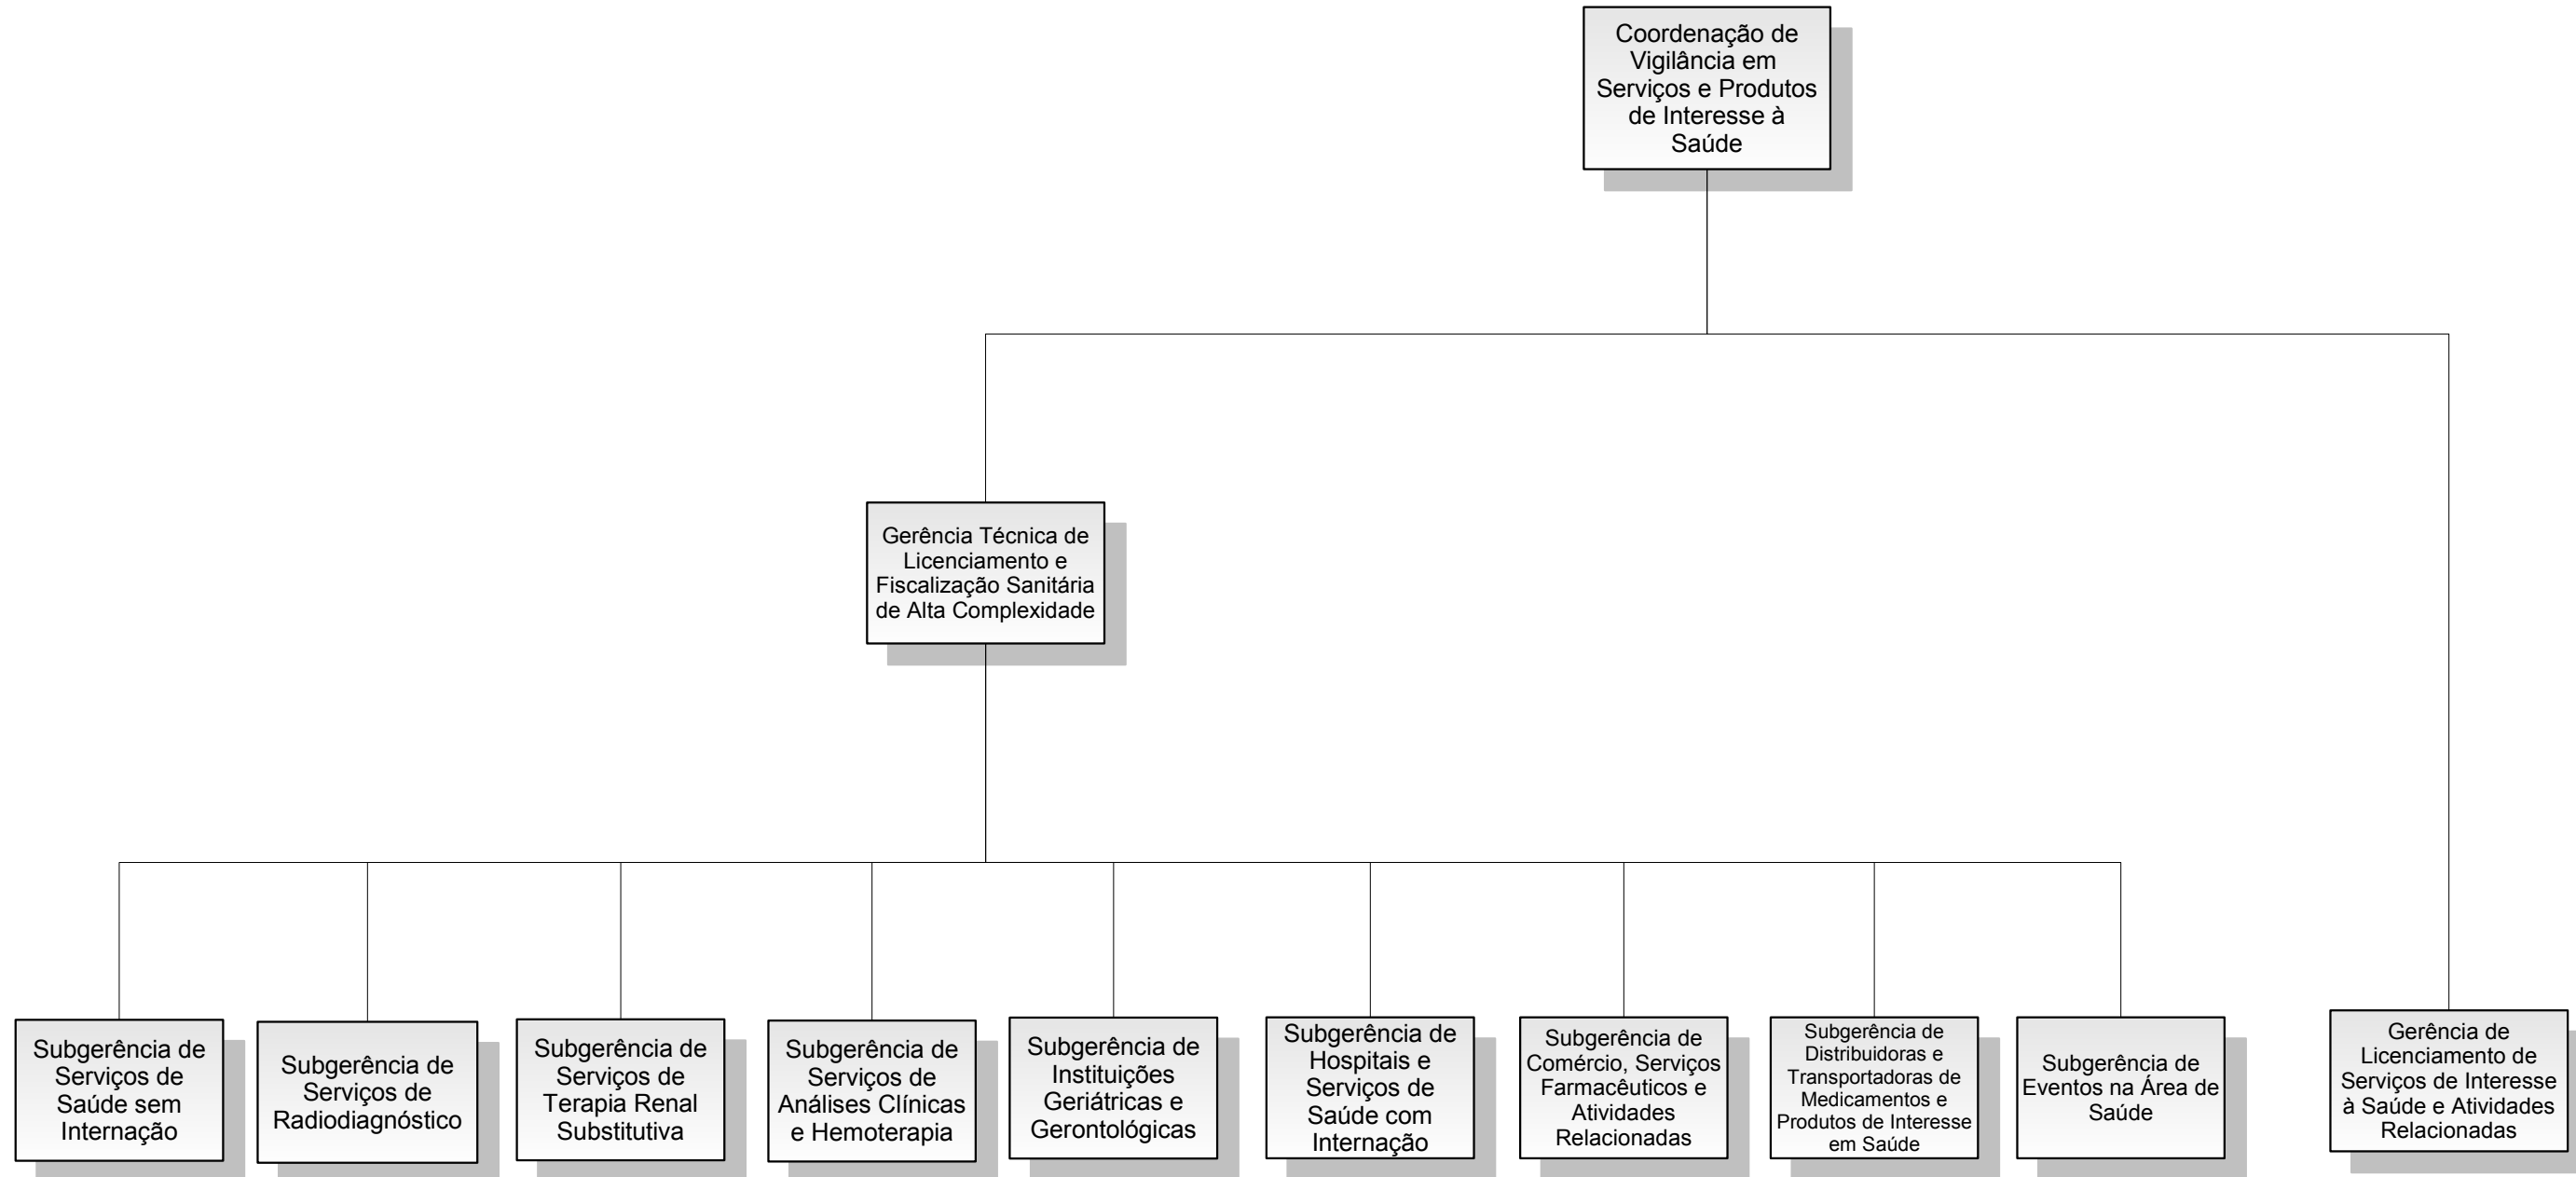 Coordenação de
Vigilância em
Serviços e Produtos
de Interesse à
Saúde
Gerência Técnica de
Licenciamento e
Fiscalização Sanitária
de Alta Complexidade
Subgerência de
Serviços de
Saúde sem
Internação
Subgerência de
Serviços de
Radiodiagnóstico
Subgerência de
Serviços de
Terapia Renal
Substitutiva
Subgerência de
Serviços de
Análises Clínicas
e Hemoterapia
Subgerência de
Instituições
Geriátricas e
Gerontológicas
Subgerência de
Hospitais e
Serviços de
Saúde com
Internação
Subgerência de
Comércio, Serviços
Farmacêuticos e
Atividades
Relacionadas
Subgerência de
Distribuidoras e
Transportadoras de
Medicamentos e
Produtos de Interesse
em Saúde
Subgerência de
Eventos na Área de
Saúde
Gerência de
Licenciamento de
Serviços de Interesse
à Saúde e Atividades
Relacionadas